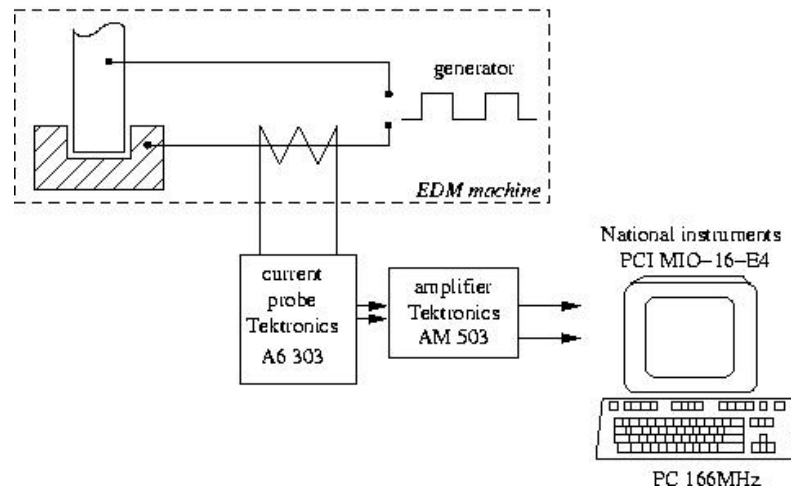 generator
EDM machine
National instruments
PCI MIO-16-E4
current
probe
Tektronics
A6 303
amplifier
Tektronics
AM 503
PC 166MHz